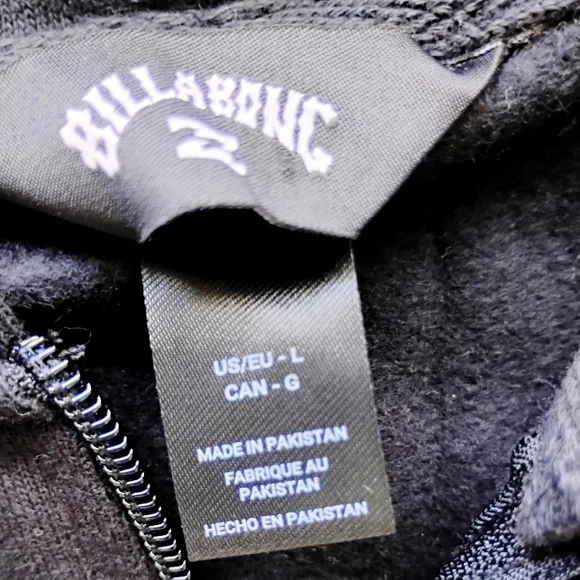 BILLABONG
US/EU - L
CAN - G
MADE IN PAKISTAN
FABRIQUE AU
PAKISTAN
HECHO EN PAKISTAN